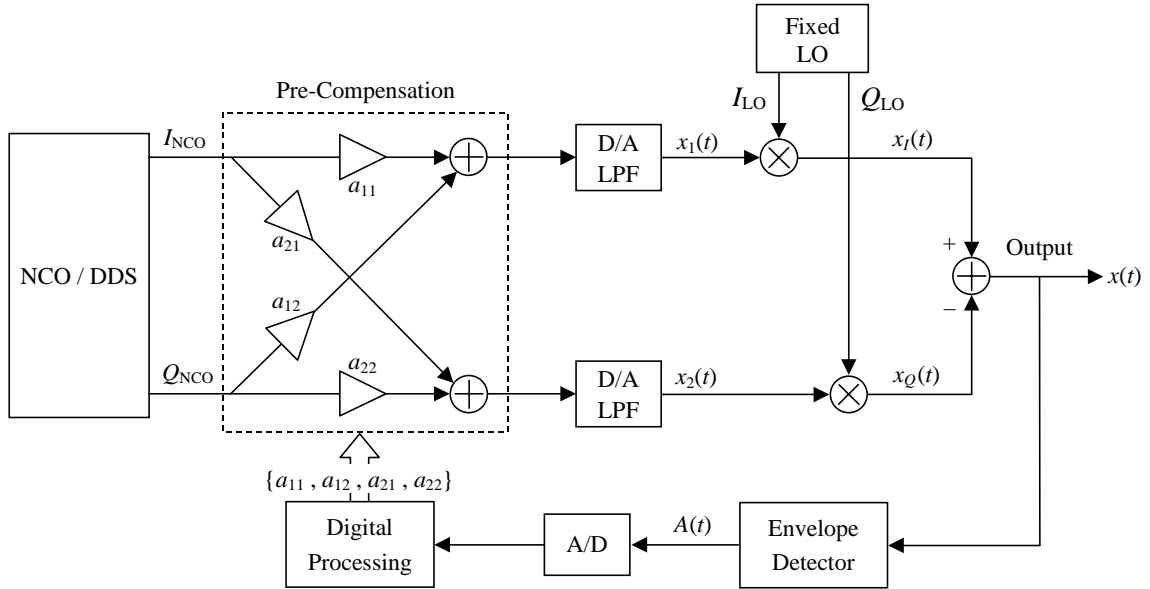 Fixed
LO
Pre-Compensation
I_LO
Q_LO
I_NCO
a_11
D/A
LPF
x_1(t)
x_I(t)
a_21
NCO / DDS
+
Output
x(t)
a_12
−
Q_NCO
a_22
D/A
LPF
x_2(t)
x_Q(t)
{a_11 , a_12 , a_21 , a_22}
Digital
Processing
A/D
A(t)
Envelope
Detector